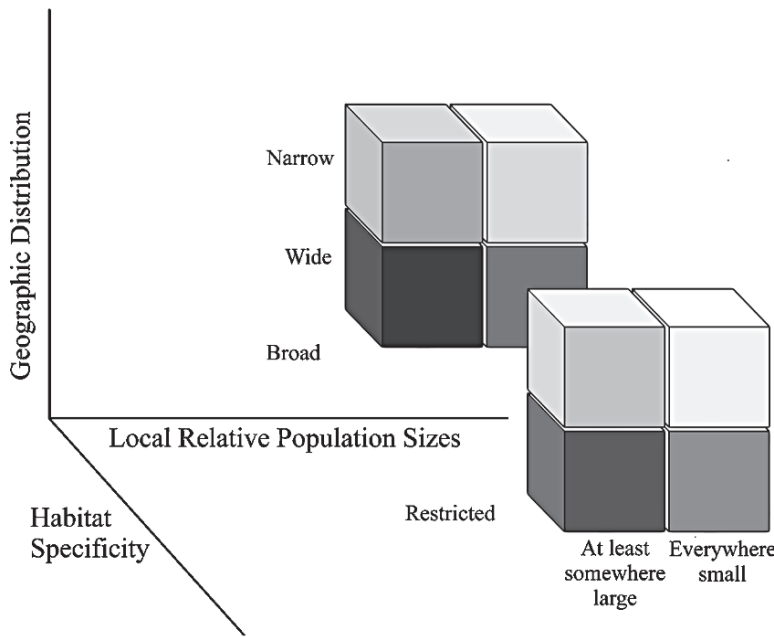 Geographic Distribution
Narrow
Wide
Broad
Local Relative Population Sizes
Habitat
Specificity
Restricted
At least
somewhere
large
Everywhere
small